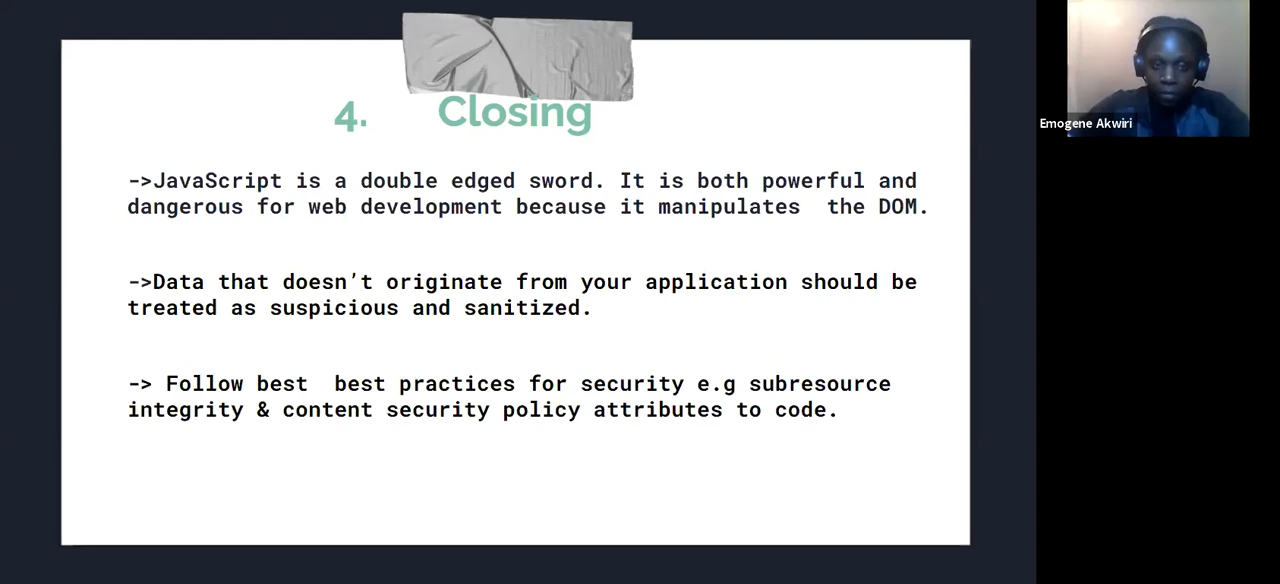 4. Closing
->JavaScript is a double edged sword. It is both powerful and
dangerous for web development because it manipulates  the DOM.
->Data that doesn’t originate from your application should be
treated as suspicious and sanitized.
-> Follow best  best practices for security e.g subresource
integrity & content security policy attributes to code.
Emogene Akwiri